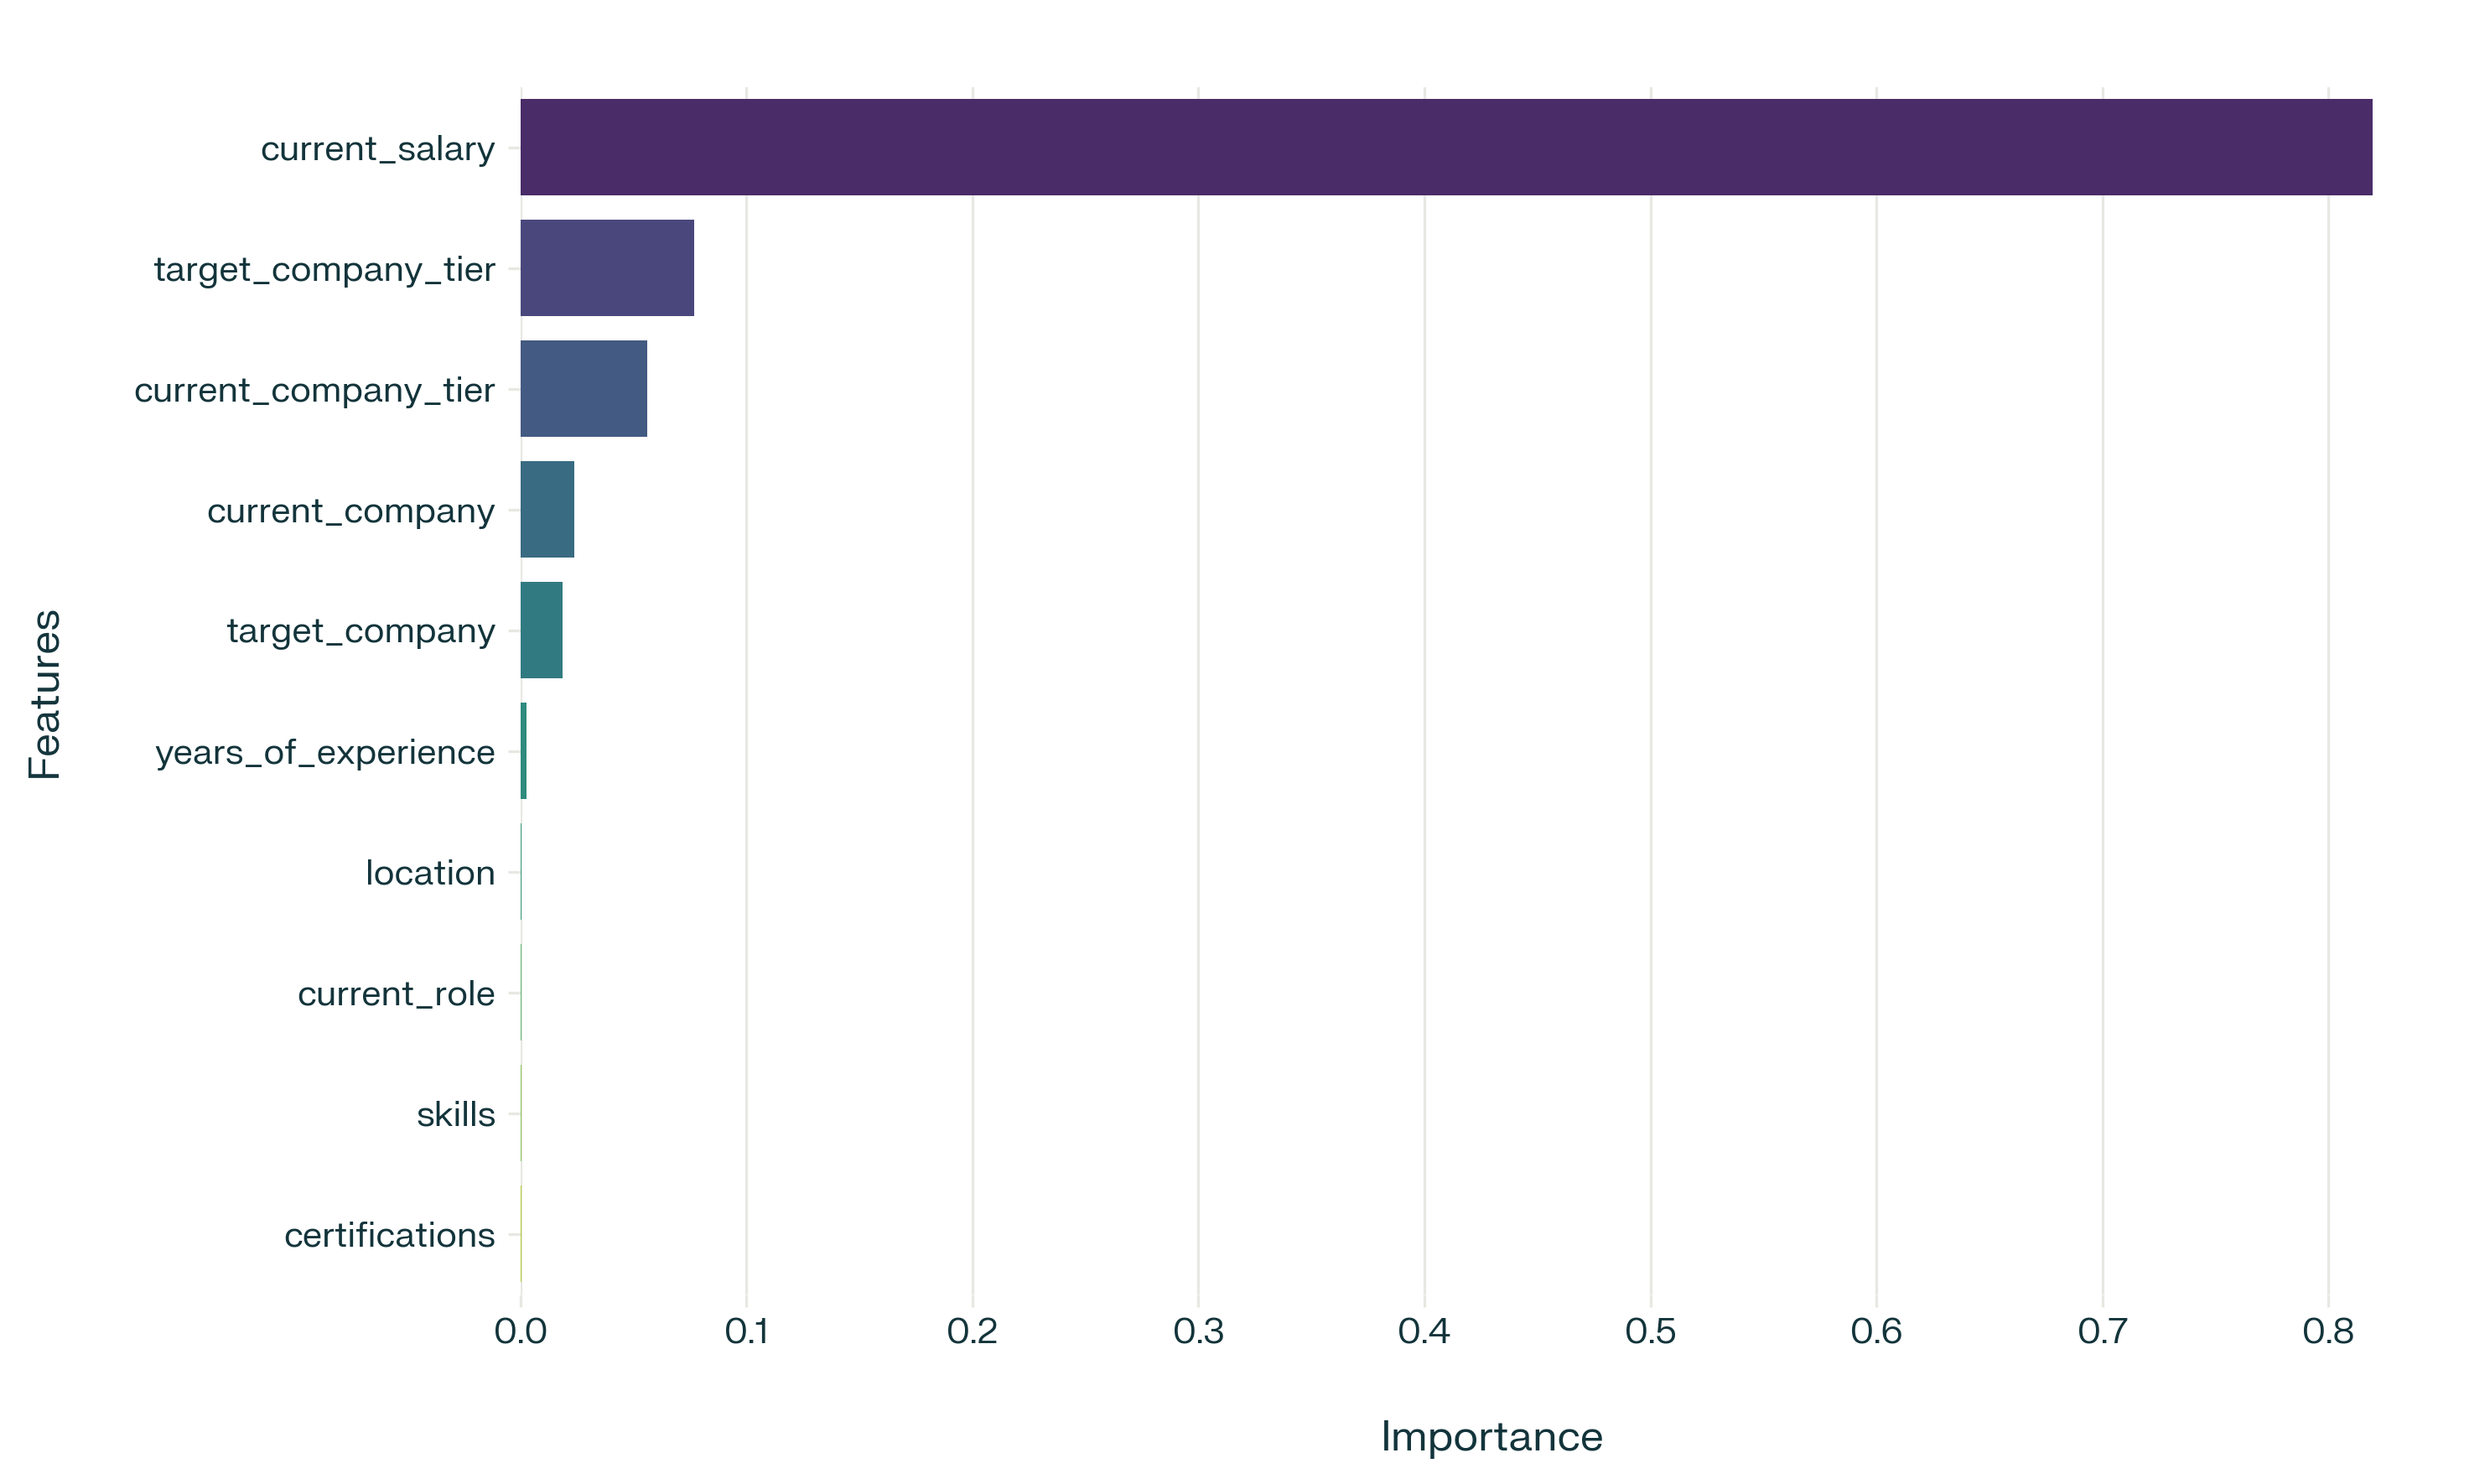 current_salary
target_company_tier
current_company_tier
current_company
target_company
years_of_experience
location
current_role
skills
certifications
Features
0.0 0.1 0.2 0.3 0.4 0.5 0.6 0.7 0.8
Importance